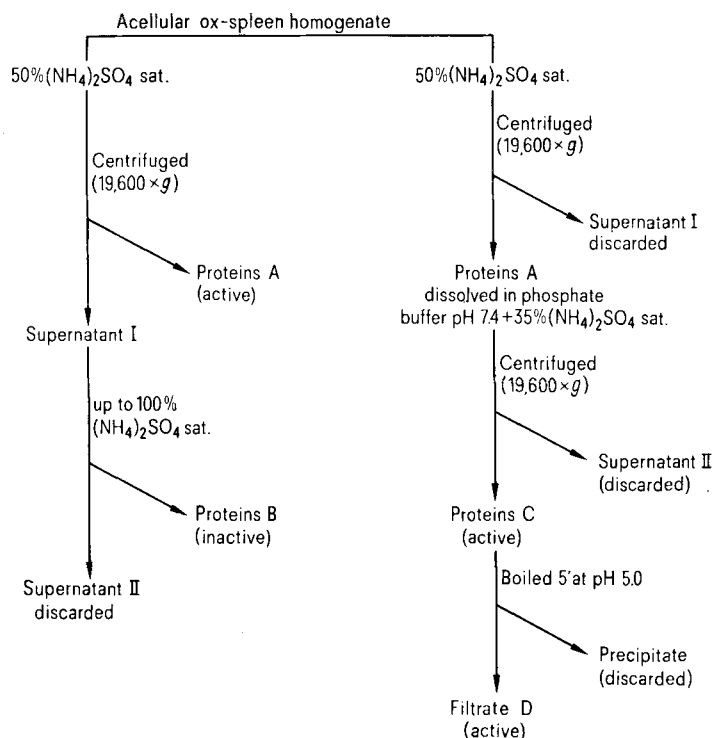 Acellular ox-spleen homogenate
50%(NH₄)₂SO₄ sat.
Centrifuged
(19,600×g)
Proteins A
(active)
Supernatant I
up to 100%
(NH₄)₂SO₄ sat.
Proteins B
(inactive)
Supernatant II
discarded
50%(NH₄)₂SO₄ sat.
Centrifuged
(19,600×g)
Supernatant I
discarded
Proteins A
dissolved in phosphate
buffer pH 7.4+35%(NH₄)₂SO₄ sat.
Centrifuged
(19,600×g)
Supernatant II
(discarded)
Proteins C
(active)
Boiled 5'at pH 5.0
Precipitate
(discarded)
Filtrate D
(active)